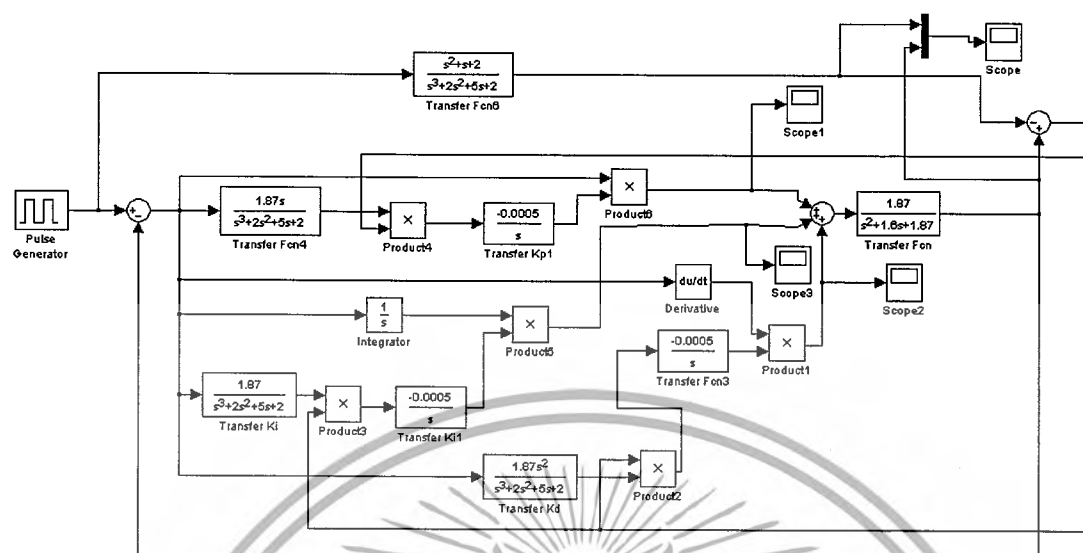 Scope
s²+s+2
s³+2s²+5s+2
Transfer Fcn6
Scope1
- +
Pulse
Generator
+ -
1.87s
s³+2s²+5s+2
Transfer Fcn4
×
Product4
-0.0005
s
Transfer Kp1
×
Product6
+
+
+
1.87
s²+1.6s+1.87
Transfer Fcn
Scope3
Scope2
du/dt
Derivative
1
s
Integrator
×
Product5
-0.0005
s
Transfer Fcn3
×
Product1
1.87
s³+2s²+5s+2
Transfer Ki
×
Product3
-0.0005
s
Transfer Ki1
1.87s²
s³+2s²+5s+2
Transfer Kd
×
Product2